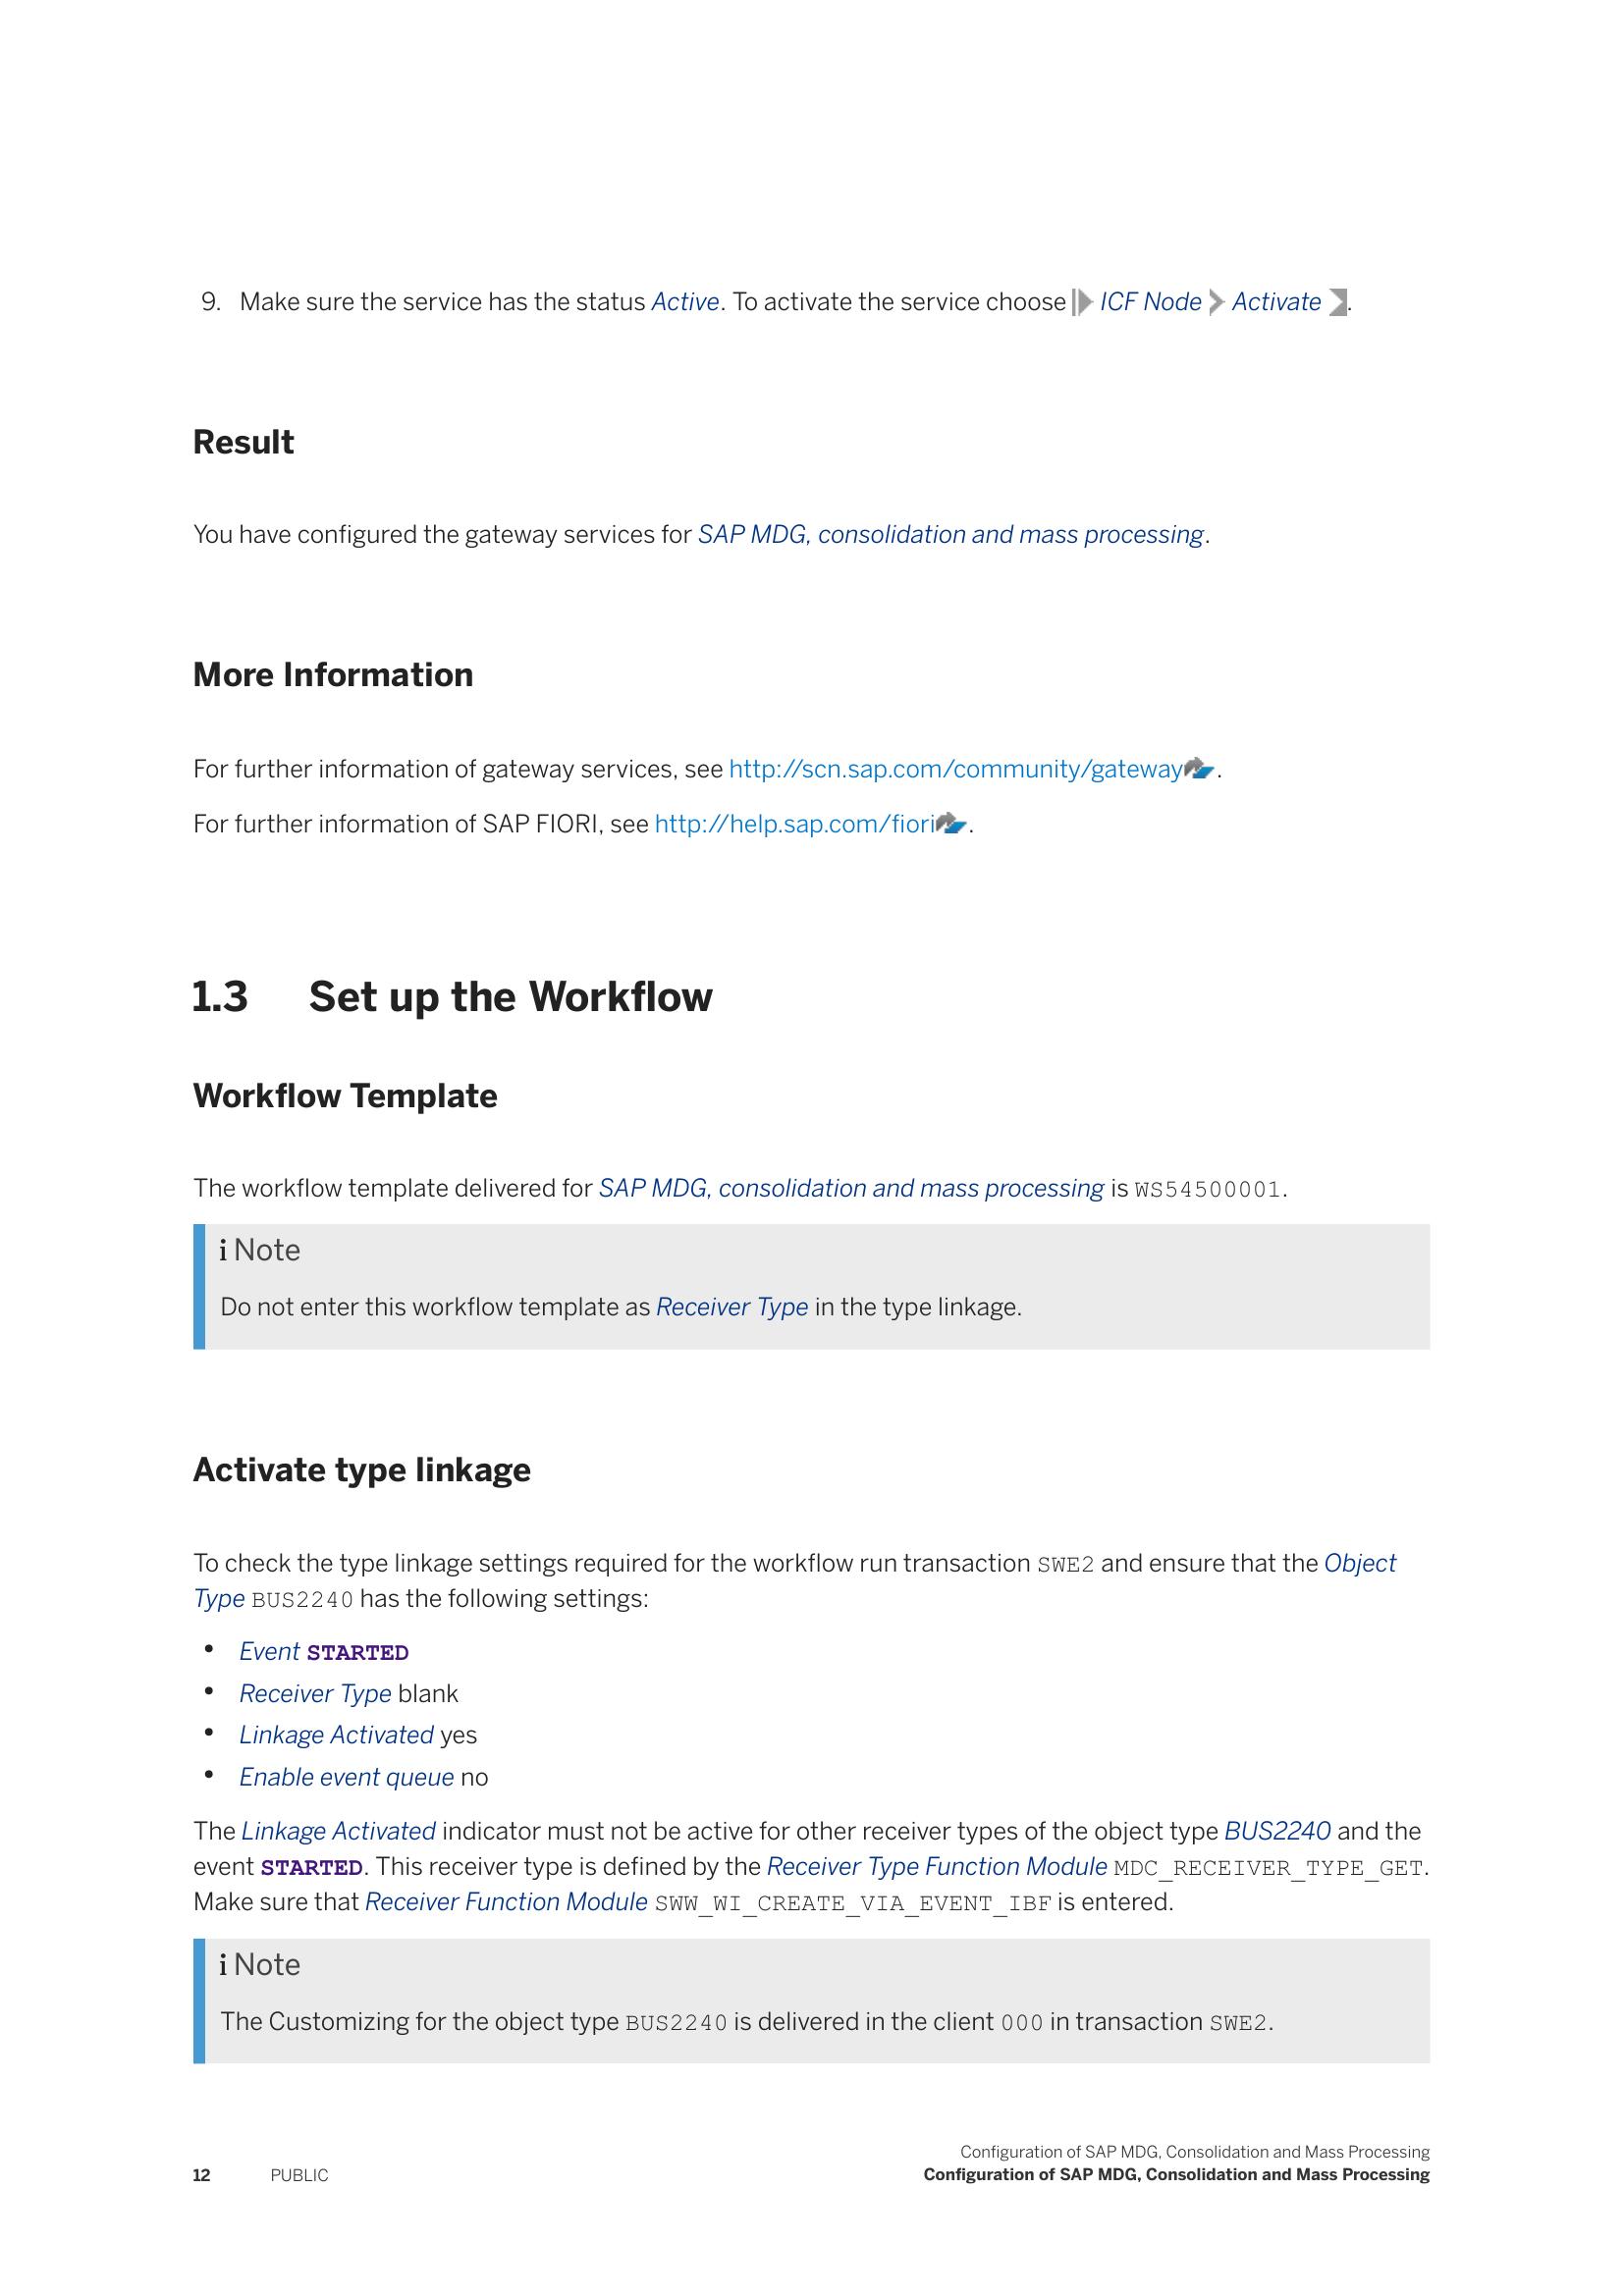 9. Make sure the service has the status Active. To activate the service choose ICF Node Activate .
Result
You have configured the gateway services for SAP MDG, consolidation and mass processing.
More Information
For further information of gateway services, see http://scn.sap.com/community/gateway .
For further information of SAP FIORI, see http://help.sap.com/fiori .
1.3 Set up the Workflow
Workflow Template
The workflow template delivered for SAP MDG, consolidation and mass processing is WS54500001.
i Note
Do not enter this workflow template as Receiver Type in the type linkage.
Activate type linkage
To check the type linkage settings required for the workflow run transaction SWE2 and ensure that the Object
Type BUS2240 has the following settings:
• Event STARTED
• Receiver Type blank
• Linkage Activated yes
• Enable event queue no
The Linkage Activated indicator must not be active for other receiver types of the object type BUS2240 and the
event STARTED. This receiver type is defined by the Receiver Type Function Module MDC_RECEIVER_TYPE_GET.
Make sure that Receiver Function Module SWW_WI_CREATE_VIA_EVENT_IBF is entered.
i Note
The Customizing for the object type BUS2240 is delivered in the client 000 in transaction SWE2.
Configuration of SAP MDG, Consolidation and Mass Processing
12 PUBLIC Configuration of SAP MDG, Consolidation and Mass Processing